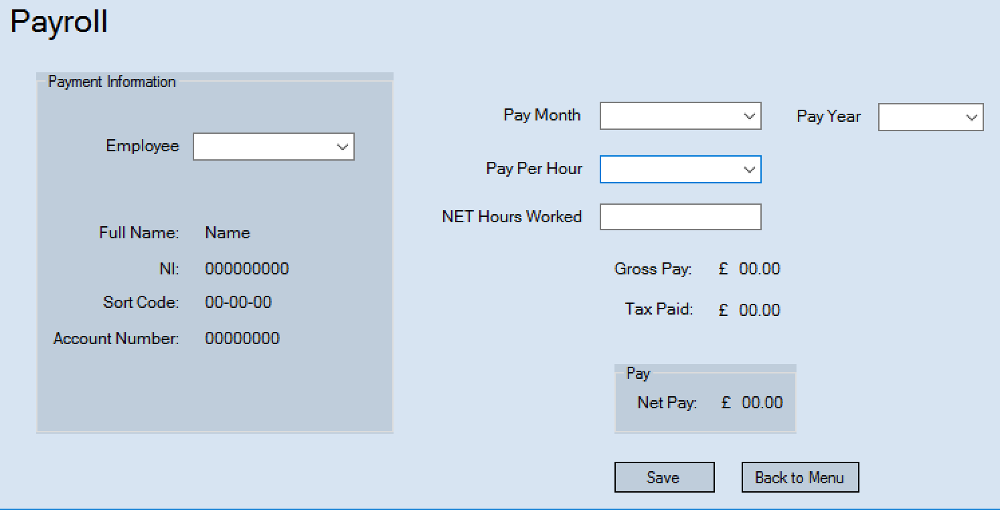 Payroll
Payment Information
Employee
Full Name: Name
NI: 000000000
Sort Code: 00-00-00
Account Number: 00000000
Pay Month
Pay Year
Pay Per Hour
NET Hours Worked
Gross Pay: £ 00.00
Tax Paid: £ 00.00
Pay
Net Pay: £ 00.00
Save
Back to Menu